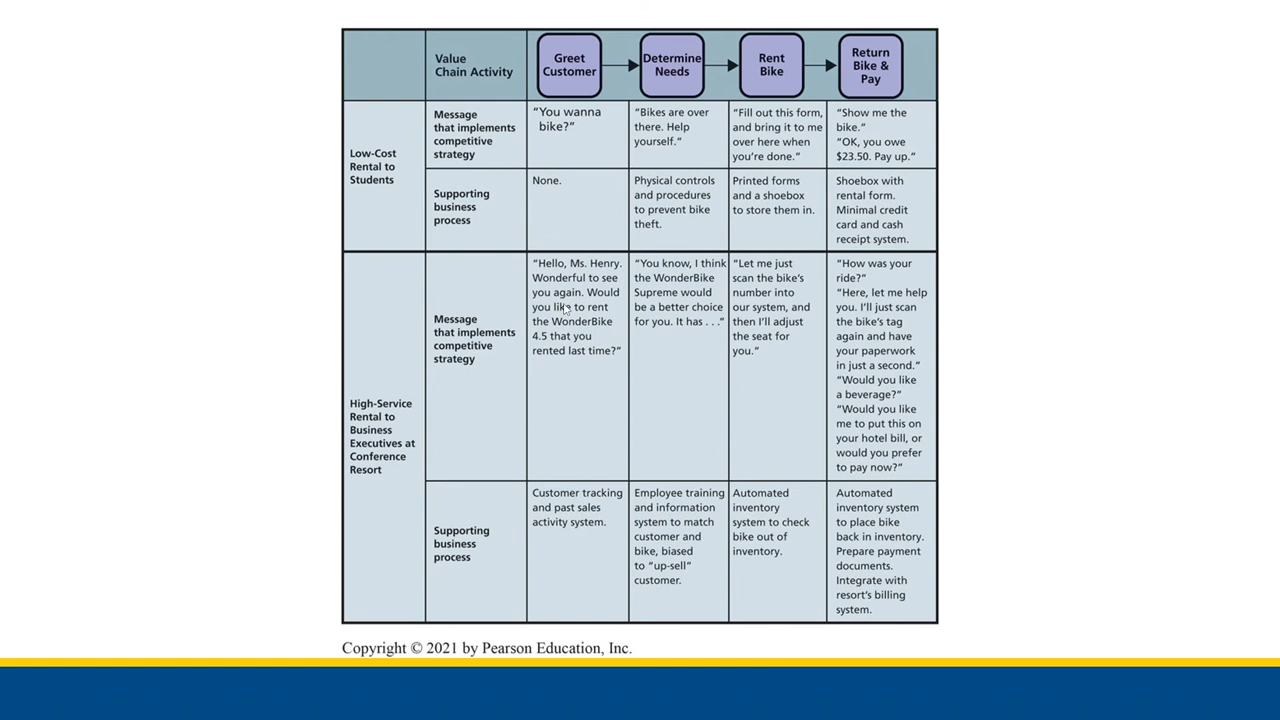 Value
Chain Activity
Greet
Customer
Determine
Needs
Rent
Bike
Return
Bike &
Pay
Low-Cost
Rental to
Students
Message
that implements
competitive
strategy
“You wanna
bike?”
“Bikes are over
there. Help
yourself.”
“Fill out this form,
and bring it to me
over here when
you’re done.”
“Show me the
bike.”
“OK, you owe
$23.50. Pay up.”
Supporting
business
process
None.
Physical controls
and procedures
to prevent bike
theft.
Printed forms
and a shoebox
to store them in.
Shoebox with
rental form.
Minimal credit
card and cash
receipt system.
High-Service
Rental to
Business
Executives at
Conference
Resort
Message
that implements
competitive
strategy
“Hello, Ms. Henry.
Wonderful to see
you again. Would
you like to rent
the WonderBike
4.5 that you
rented last time?”
“You know, I think
the WonderBike
Supreme would
be a better choice
for you. It has . . .”
“Let me just
scan the bike’s
number into
our system, and
then I’ll adjust
the seat for
you.”
“How was your
ride?”
“Here, let me help
you. I’ll just scan
the bike’s tag
again and have
your paperwork
in just a second.”
“Would you like
a beverage?”
“Would you like
me to put this on
your hotel bill, or
would you prefer
to pay now?”
Supporting
business
process
Customer tracking
and past sales
activity system.
Employee training
and information
system to match
customer and
bike, biased
to “up-sell”
customer.
Automated
inventory
system to check
bike out of
inventory.
Automated
inventory system
to place bike
back in inventory.
Prepare payment
documents.
Integrate with
resort’s billing
system.
Copyright © 2021 by Pearson Education, Inc.